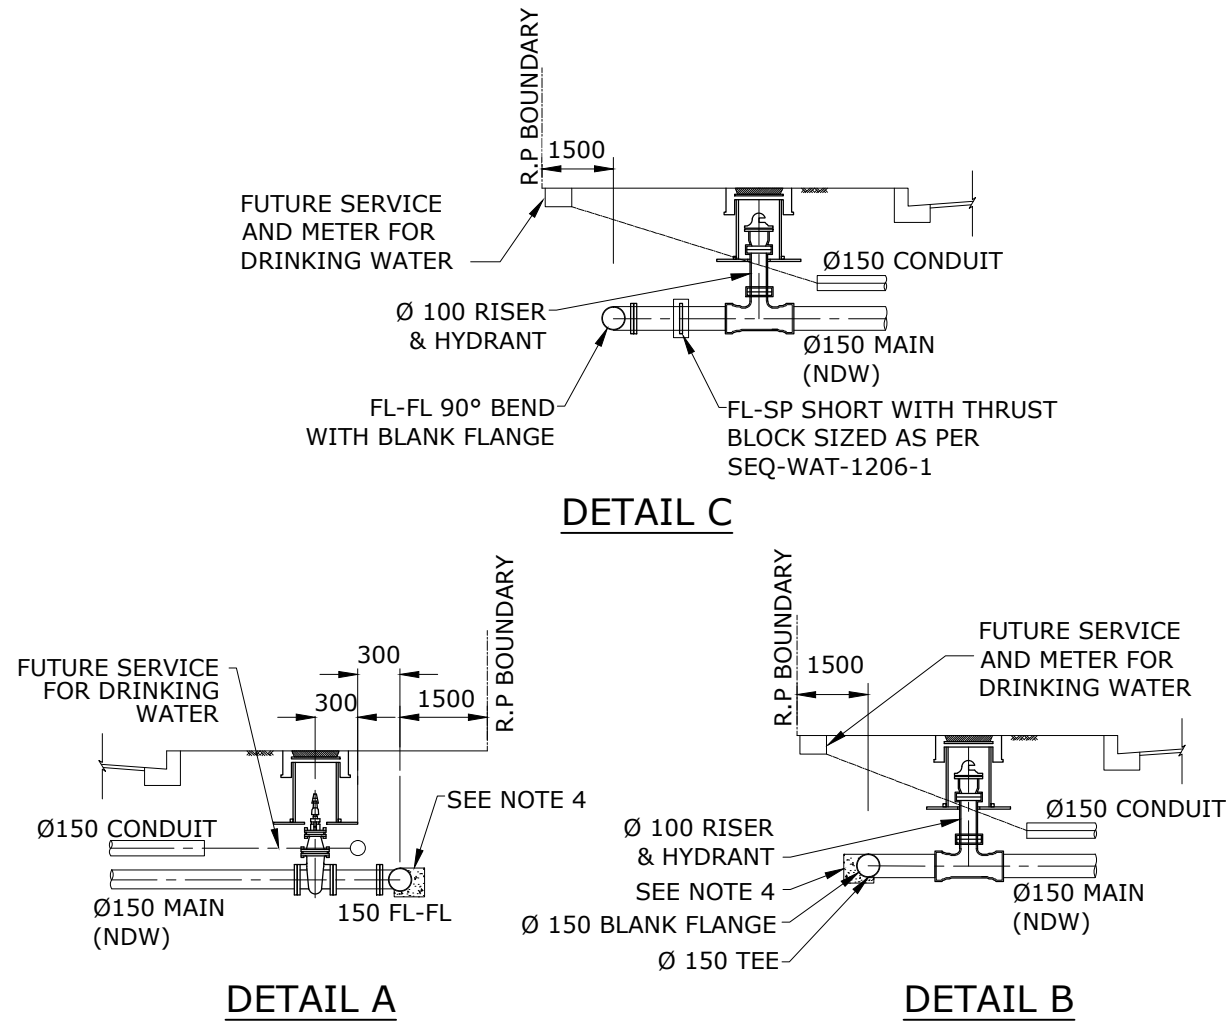 R.P BOUNDARY
1500
FUTURE SERVICE
AND METER FOR
DRINKING WATER
Ø150 CONDUIT
Ø 100 RISER
& HYDRANT
Ø150 MAIN
(NDW)
FL-FL 90° BEND
WITH BLANK FLANGE
FL-SP SHORT WITH THRUST
BLOCK SIZED AS PER
SEQ-WAT-1206-1
DETAIL C
R.P BOUNDARY
FUTURE SERVICE
FOR DRINKING
WATER
300
300
1500
SEE NOTE 4
Ø150 CONDUIT
Ø150 MAIN
(NDW)
150 FL-FL
DETAIL A
R.P BOUNDARY
1500
FUTURE SERVICE
AND METER FOR
DRINKING WATER
Ø150 CONDUIT
Ø 100 RISER
& HYDRANT
SEE NOTE 4
Ø 150 BLANK FLANGE
Ø 150 TEE
Ø150 MAIN
(NDW)
DETAIL B